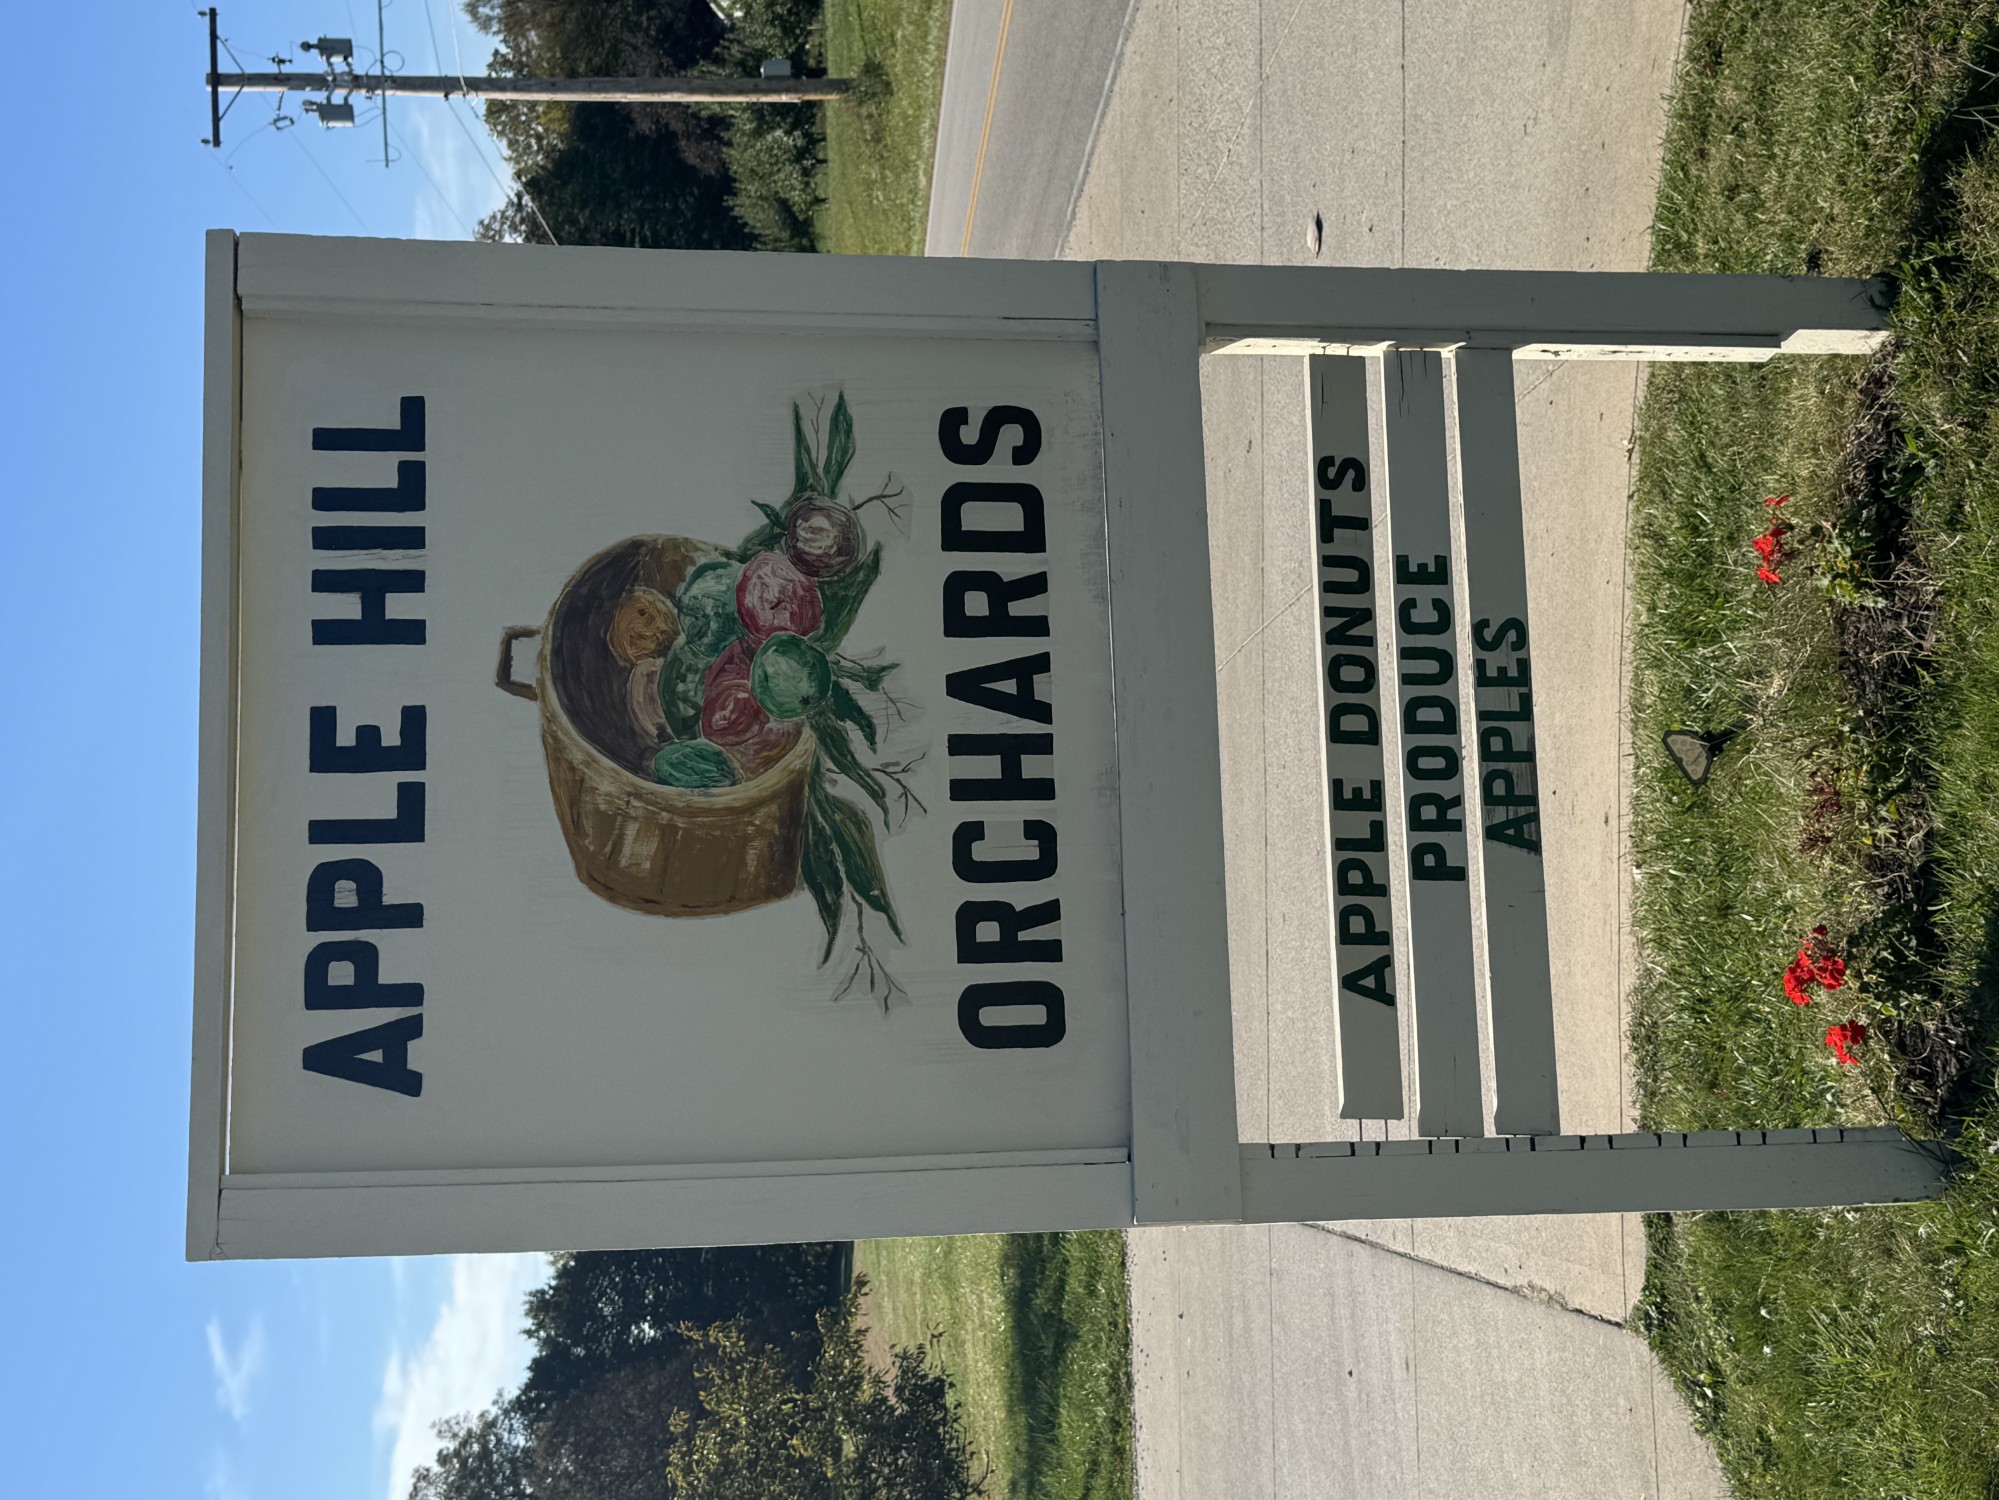 APPLE HILL
ORCHARDS
APPLE DONUTS
PRODUCE
APPLES